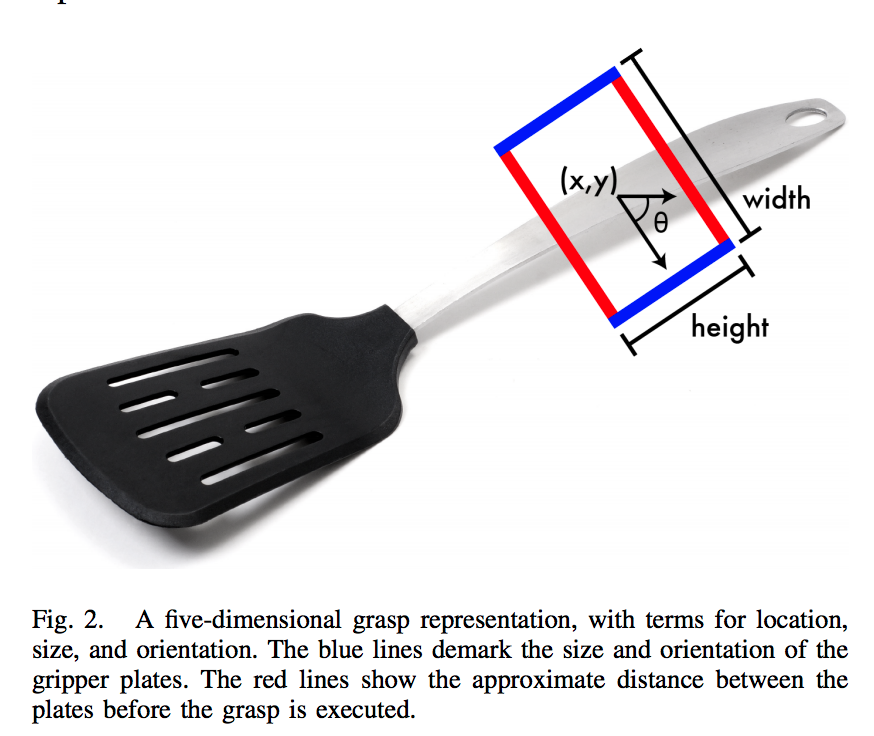 (x,y)
θ
width
height
Fig. 2. A five-dimensional grasp representation, with terms for location,
size, and orientation. The blue lines demark the size and orientation of the
gripper plates. The red lines show the approximate distance between the
plates before the grasp is executed.